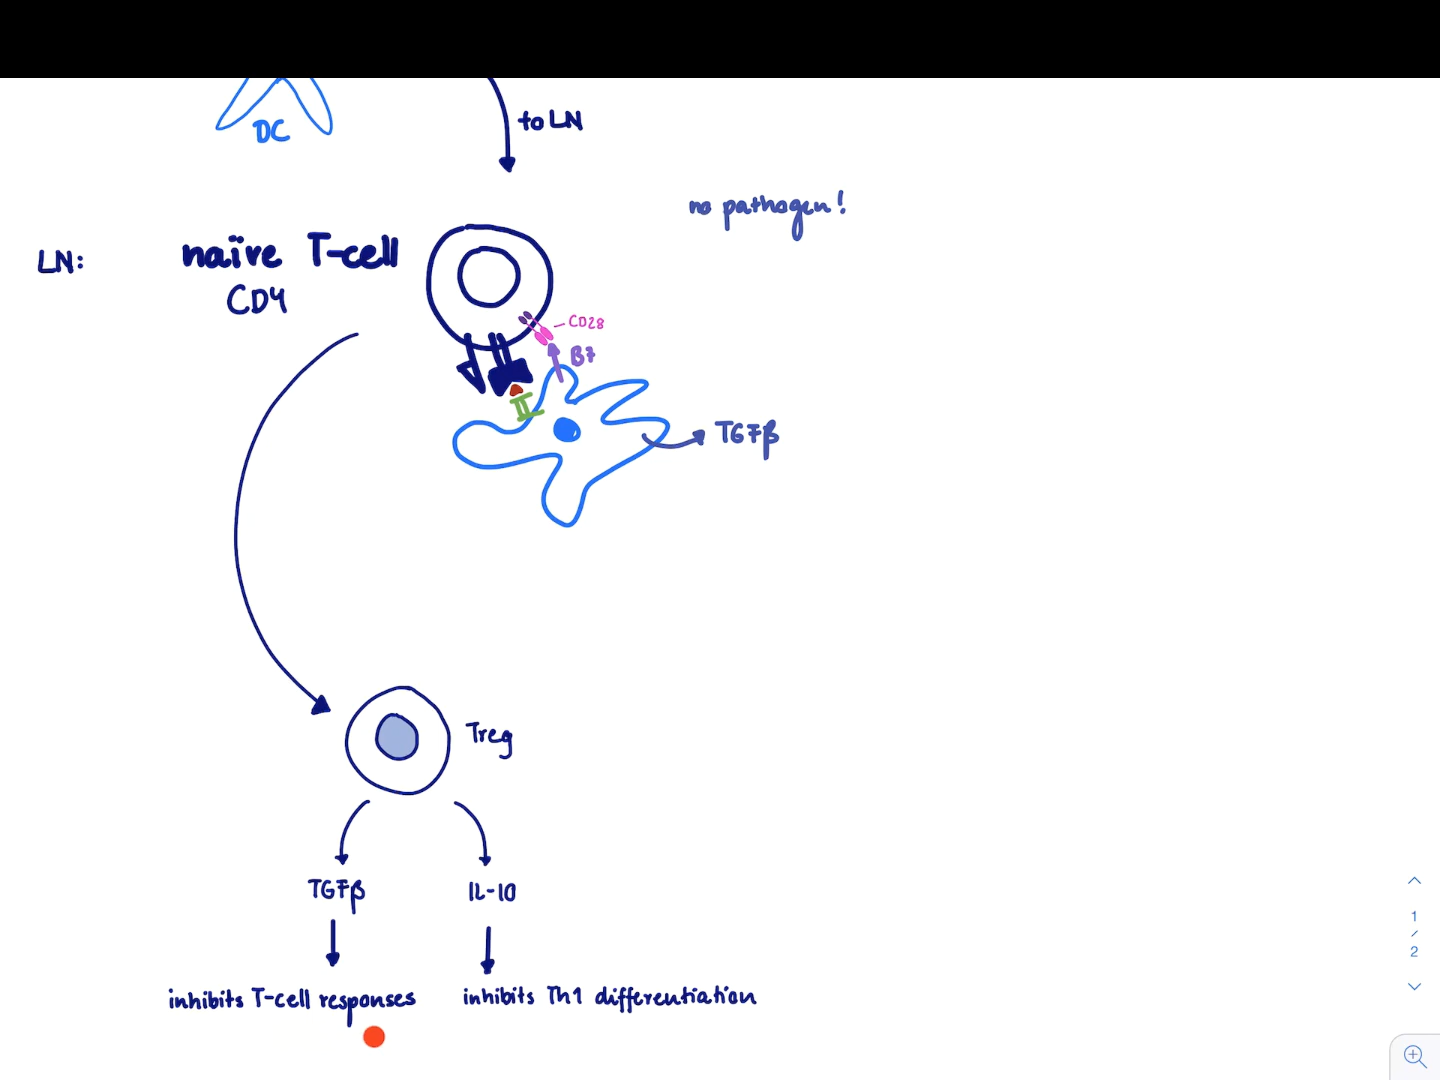 DC
to LN
no pathogen!
LN:
naïve T-cell
CD4
CD28
B7
II
TGFβ
Treg
TGFβ
IL-10
inhibits T-cell responses
inhibits Th1 differentiation
1
/
2